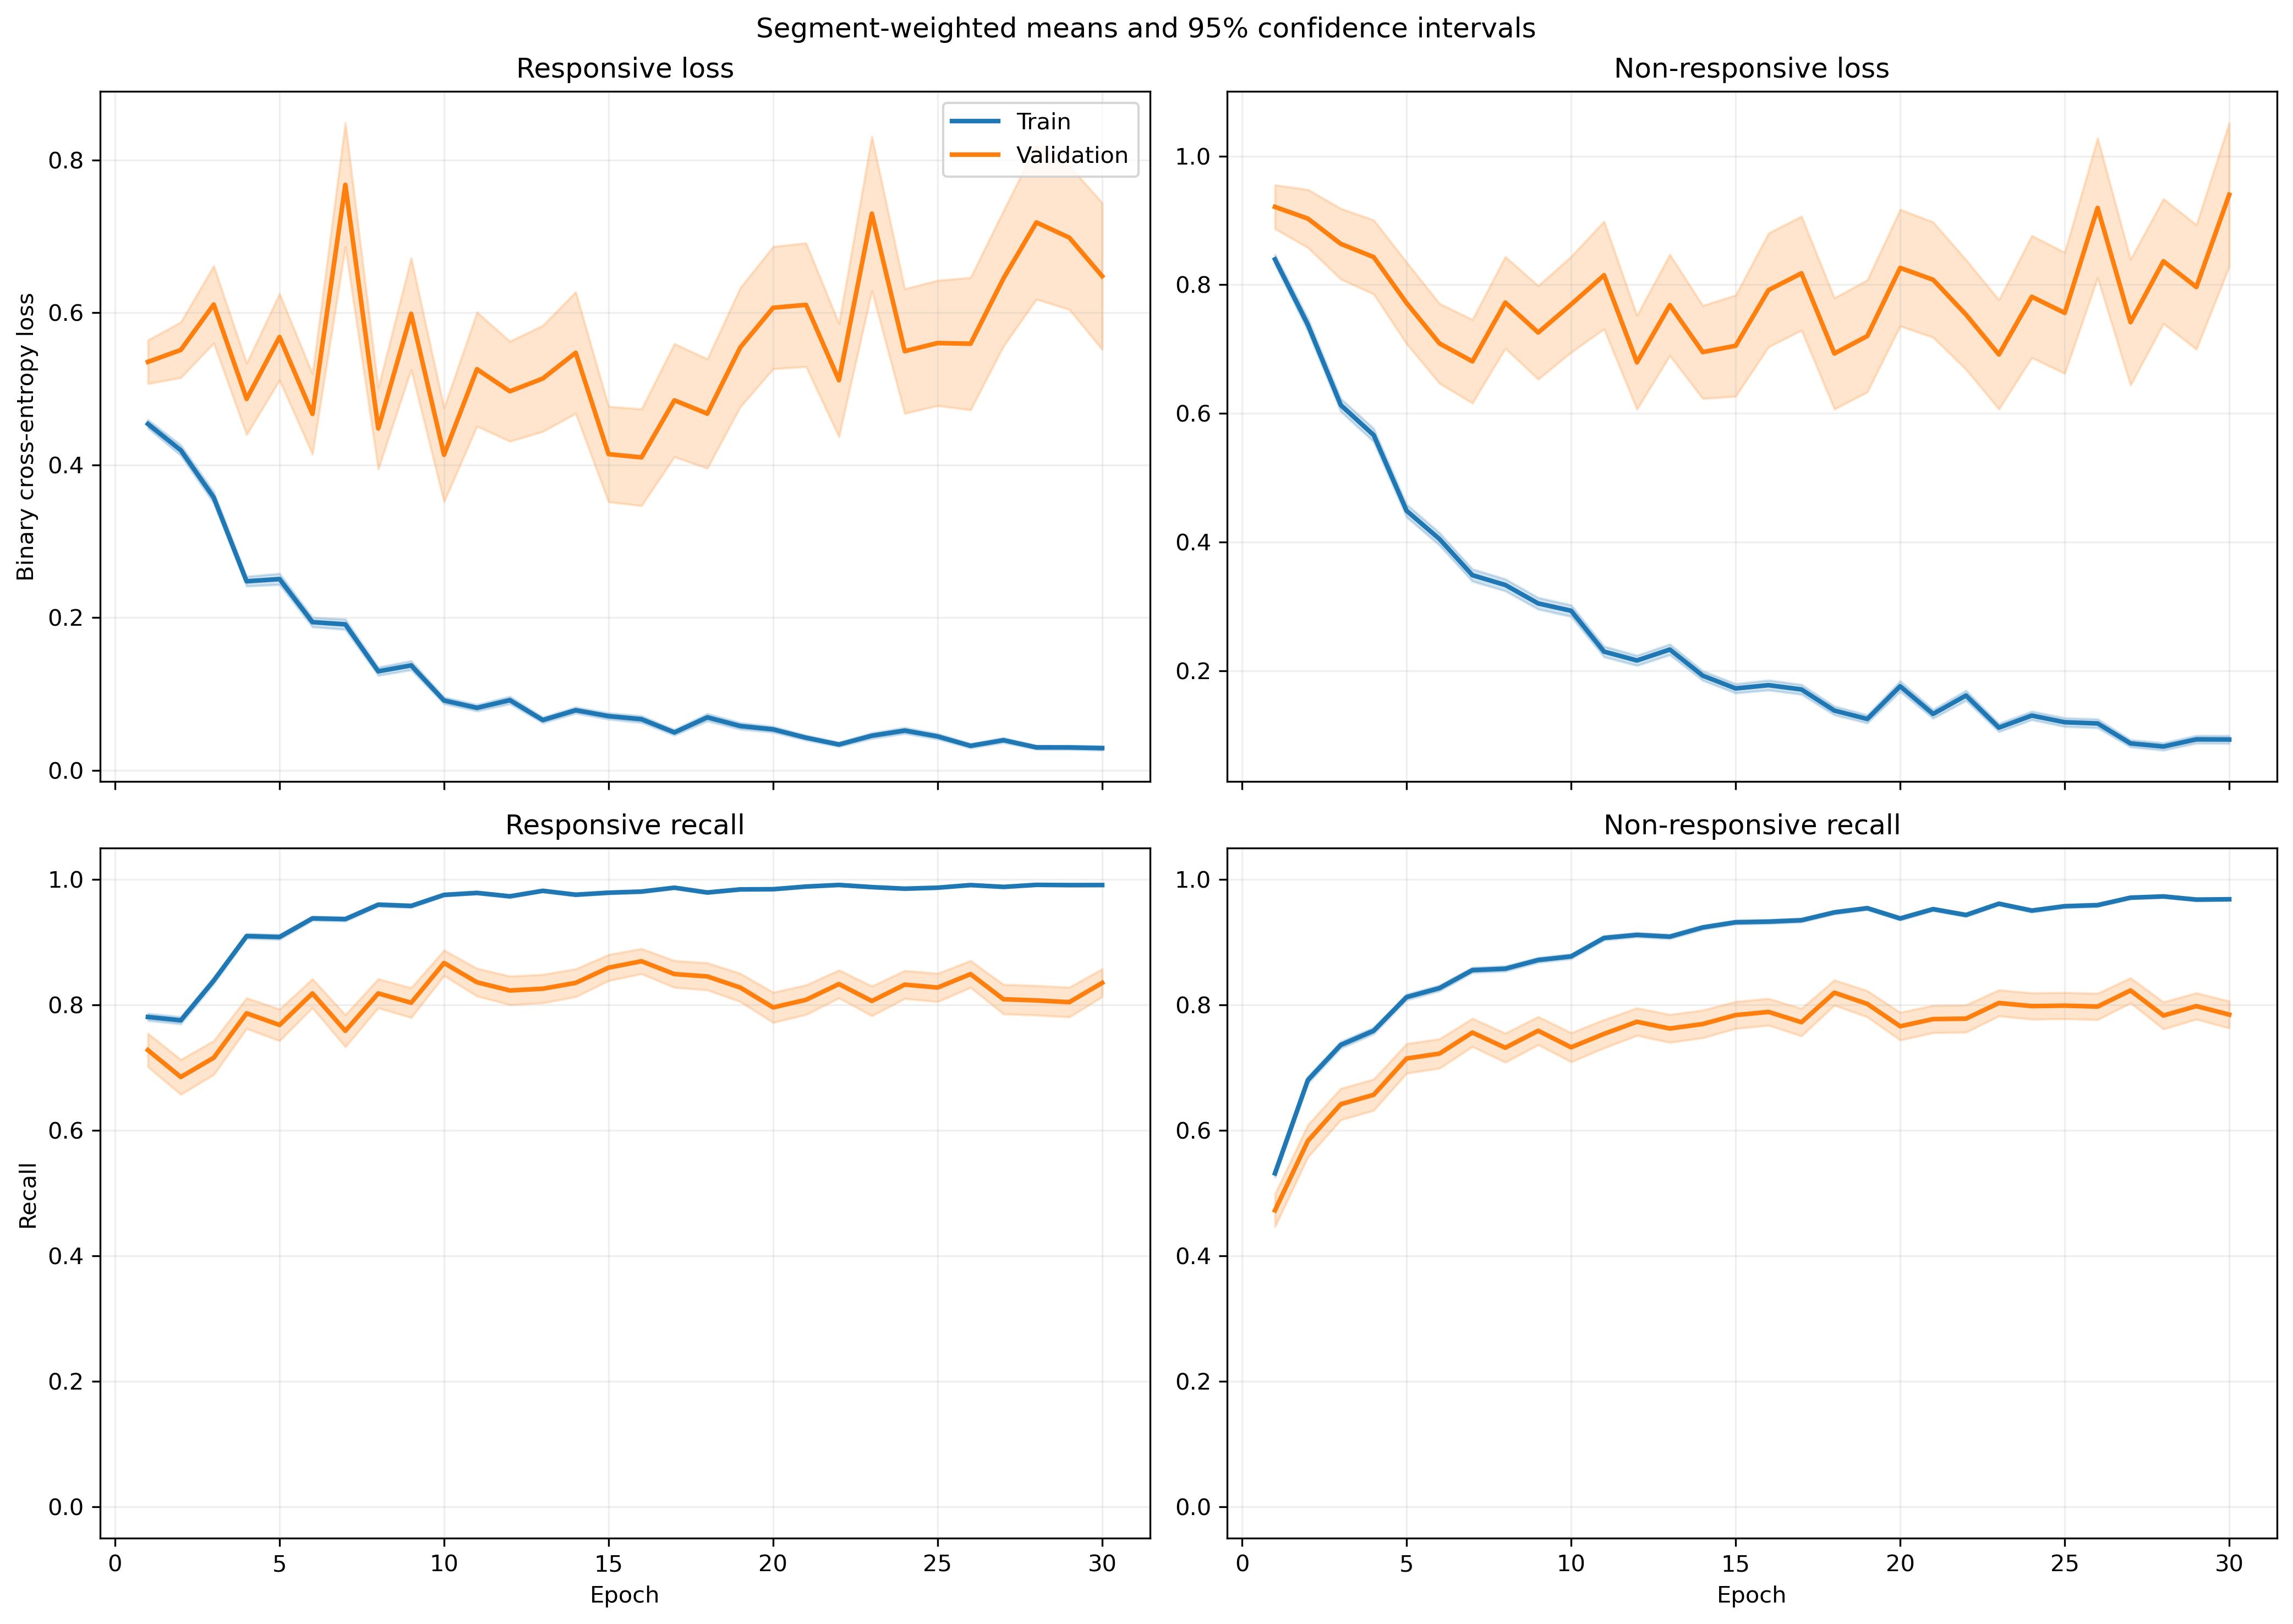 Segment-weighted means and 95% confidence intervals
Responsive loss
Train
Validation
Binary cross-entropy loss
0.8
0.6
0.4
0.2
0.0
Non-responsive loss
1.0
0.8
0.6
0.4
0.2
Responsive recall
Recall
1.0
0.8
0.6
0.4
0.2
0.0
0 5 10 15 20 25 30
Epoch
Non-responsive recall
1.0
0.8
0.6
0.4
0.2
0.0
0 5 10 15 20 25 30
Epoch